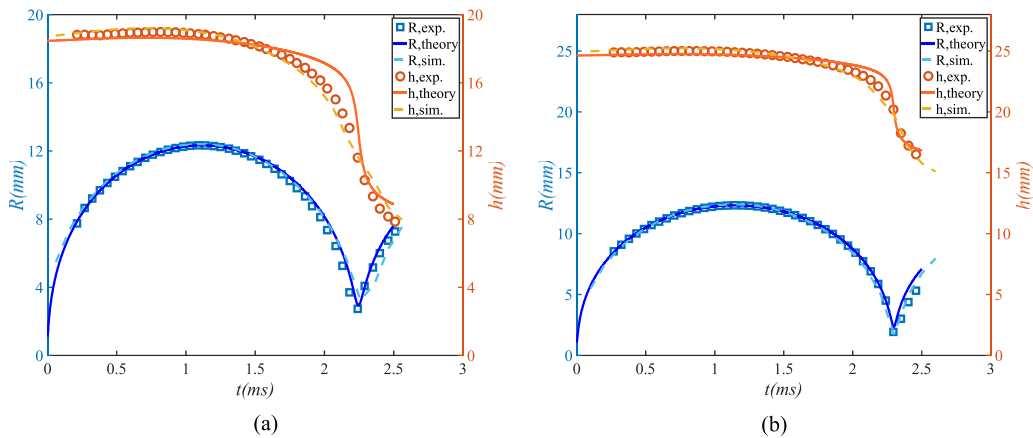 20
16
12
8
4
0
R(mm)
0
0.5
1
1.5
2
2.5
3
t(ms)
20
16
12
8
4
0
h(mm)
R,exp.
R,theory
R,sim.
h,exp.
h,theory
h,sim.
(a)
25
20
15
10
5
0
R(mm)
0
0.5
1
1.5
2
2.5
3
t(ms)
25
20
15
10
5
0
h(mm)
R,exp.
R,theory
R,sim.
h,exp.
h,theory
h,sim.
(b)